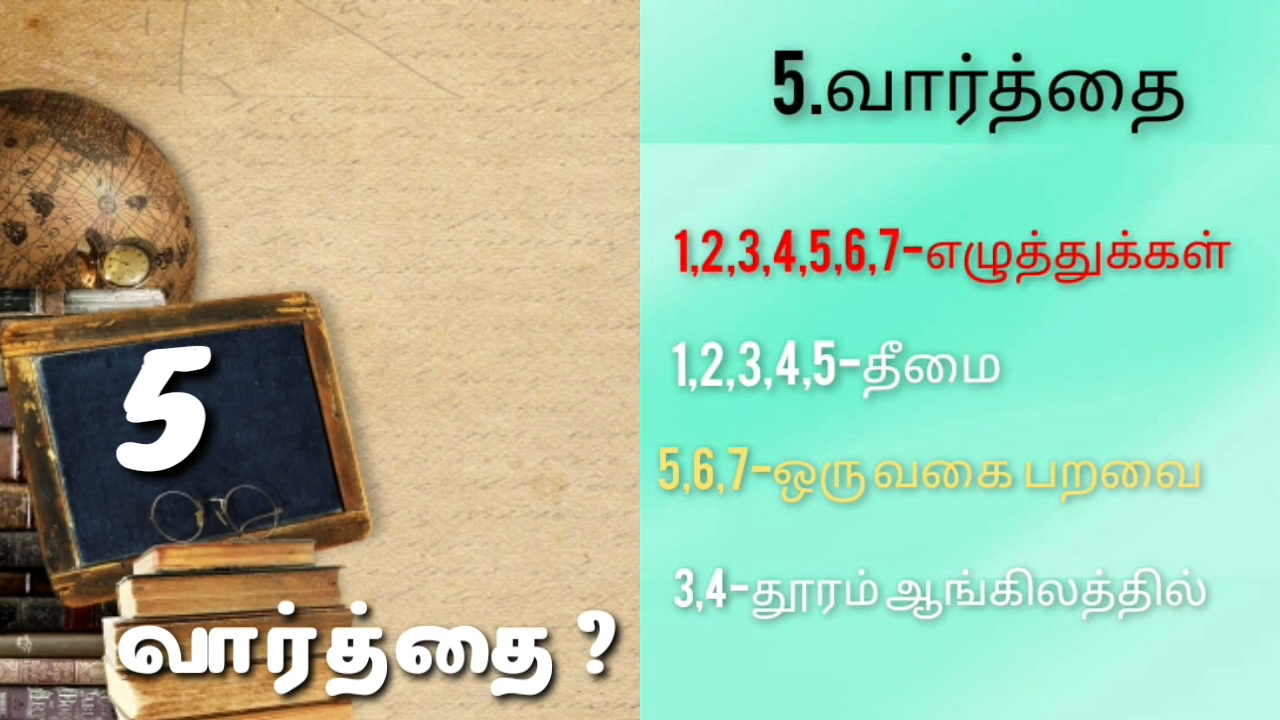 5
வார்த்தை ?
5.வார்த்தை
1,2,3,4,5,6,7-எழுத்துக்கள்
1,2,3,4,5-தீமை
5,6,7-ஒரு வகை பறவை
3,4-தூரம் ஆங்கிலத்தில்